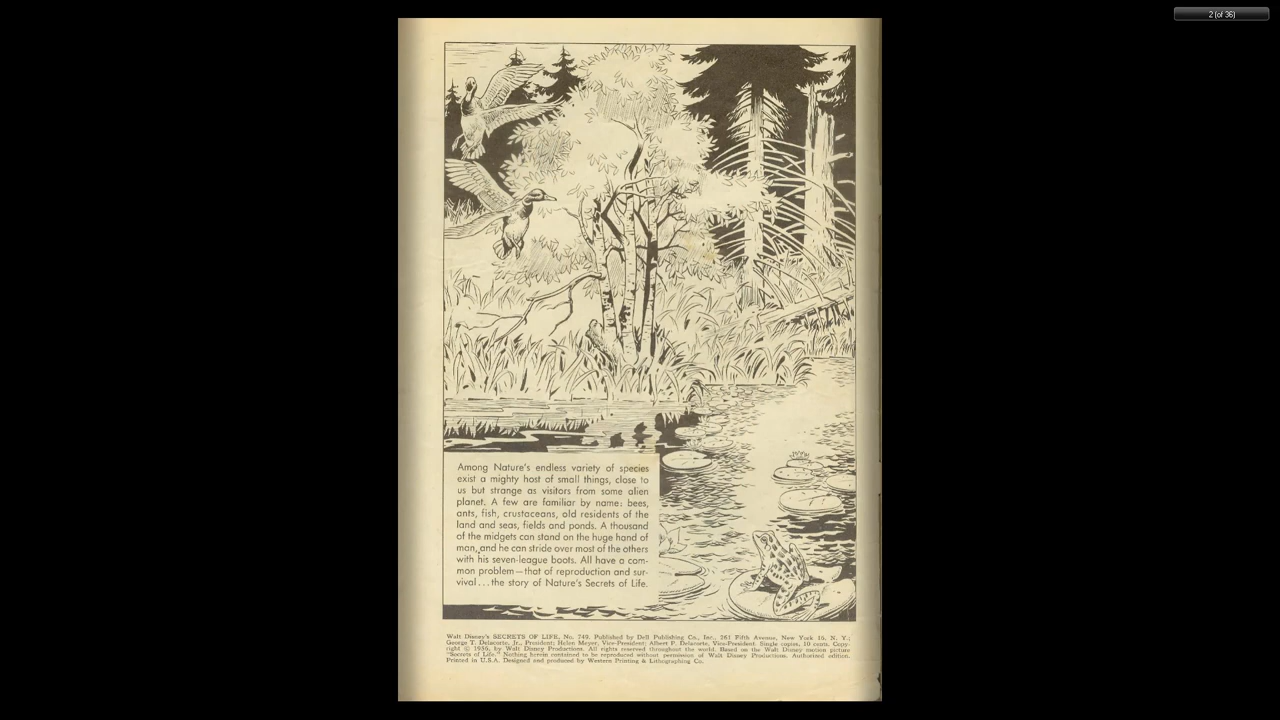 2 (of 36)
Among Nature's endless variety of species
exist a mighty host of small things, close to
us but strange as visitors from some alien
planet. A few are familiar by name: bees,
ants, fish, crustaceans, old residents of the
land and seas, fields and ponds. A thousand
of the midgets can stand on the huge hand of
man, and he can stride over most of the others
with his seven-league boots. All have a com-
mon problem—that of reproduction and sur-
vival...the story of Nature's Secrets of Life.
Walt Disney's SECRETS OF LIFE, No. 749. Published by Dell Publishing Co., Inc., 261 Fifth Avenue, New York 16, N. Y.;
George T. Delacorte, Jr., President; Helen Meyer, Vice-President; Albert P. Delacorte, Vice-President. Single copies, 10 cents. Copy-
right © 1956, by Walt Disney Productions. All rights reserved throughout the world. Based on the Walt Disney motion picture
"Secrets of Life." Nothing herein contained to be reproduced without permission of Walt Disney Productions. Authorized edition.
Printed in U.S.A. Designed and produced by Western Printing & Lithographing Co.